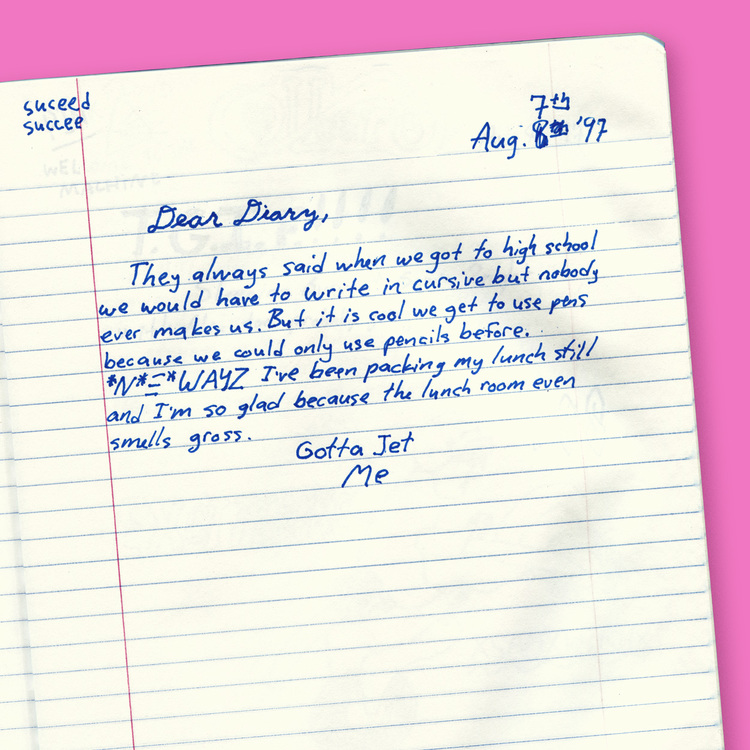 suceed
succee
7th
Aug. 8th '97
Dear Diary,
They always said when we got to high school
we would have to write in cursive but nobody
ever makes us. But it is cool we get to use pens
because we could only use pencils before.
*N*Ξ*WAYZ I've been packing my lunch still
and I'm so glad because the lunch room even
smells gross.
Gotta Jet
Me